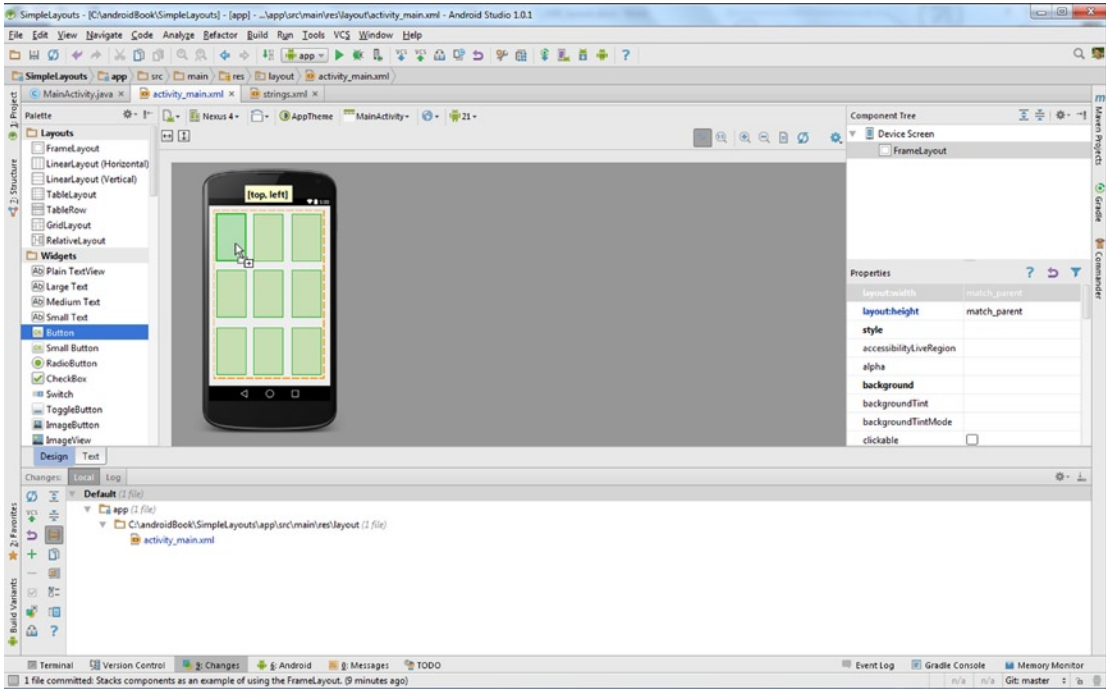 SimpleLayouts - [C:\androidBook\SimpleLayouts] - [app] - ...\app\src\main\res\layout\activity_main.xml - Android Studio 1.0.1
File Edit View Navigate Code Analyze Refactor Build Run Tools VCS Window Help
app
SimpleLayouts app src main res layout activity_main.xml
MainActivity.java activity_main.xml strings.xml
1: Project
2: Structure
Palette
Nexus 4 AppTheme MainActivity 21
Layouts
FrameLayout
LinearLayout (Horizontal)
LinearLayout (Vertical)
TableLayout
TableRow
GridLayout
RelativeLayout
Widgets
Plain TextView
Large Text
Medium Text
Small Text
Button
Small Button
RadioButton
CheckBox
Switch
ToggleButton
ImageButton
ImageView
[top, left]
Component Tree
Device Screen
FrameLayout
Properties
layout:width match_parent
layout:height match_parent
style
accessibilityLiveRegion
alpha
background
backgroundTint
backgroundTintMode
clickable
Maven Projects
Gradle
Commander
Design Text
Changes: Local Log
Default (1 file)
app (1 file)
C:\androidBook\SimpleLayouts\app\src\main\res\layout (1 file)
activity_main.xml
2: Favorites
Build Variants
Terminal Version Control 9: Changes 6: Android 0: Messages TODO Event Log Gradle Console Memory Monitor
1 file committed: Stacks components as an example of using the FrameLayout. (9 minutes ago) n/a n/a Git: master